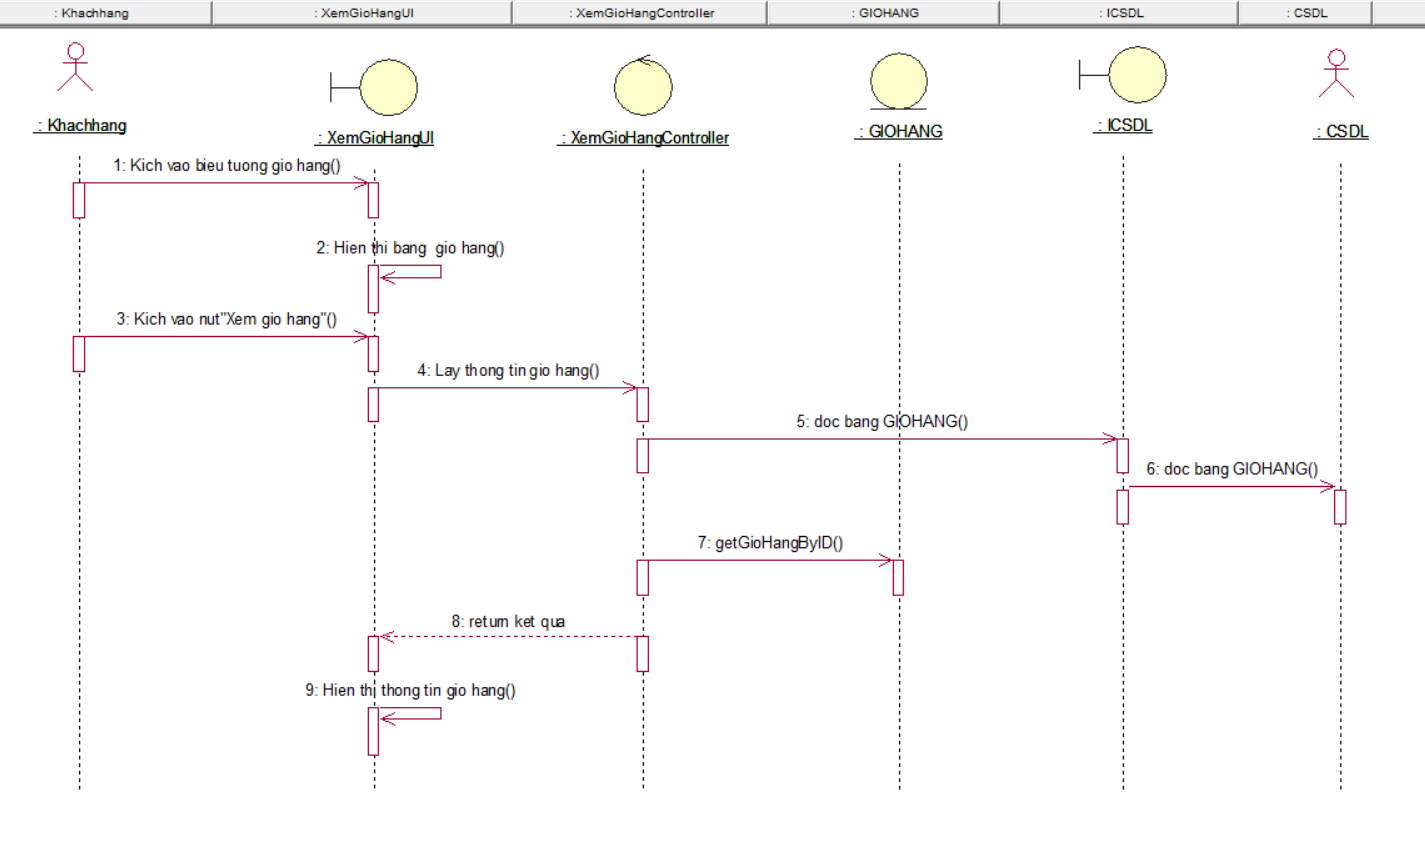 : Khachhang
: XemGioHangUI
: XemGioHangController
: GIOHANG
: ICSDL
: CSDL
: Khachhang
: XemGioHangUI
: XemGioHangController
: GIOHANG
: ICSDL
: CSDL
1: Kich vao bieu tuong gio hang()
2: Hien thi bang gio hang()
3: Kich vao nut"Xem gio hang"()
4: Lay thong tin gio hang()
5: doc bang GIOHANG()
6: doc bang GIOHANG()
7: getGioHangByID()
8: return ket qua
9: Hien thi thong tin gio hang()